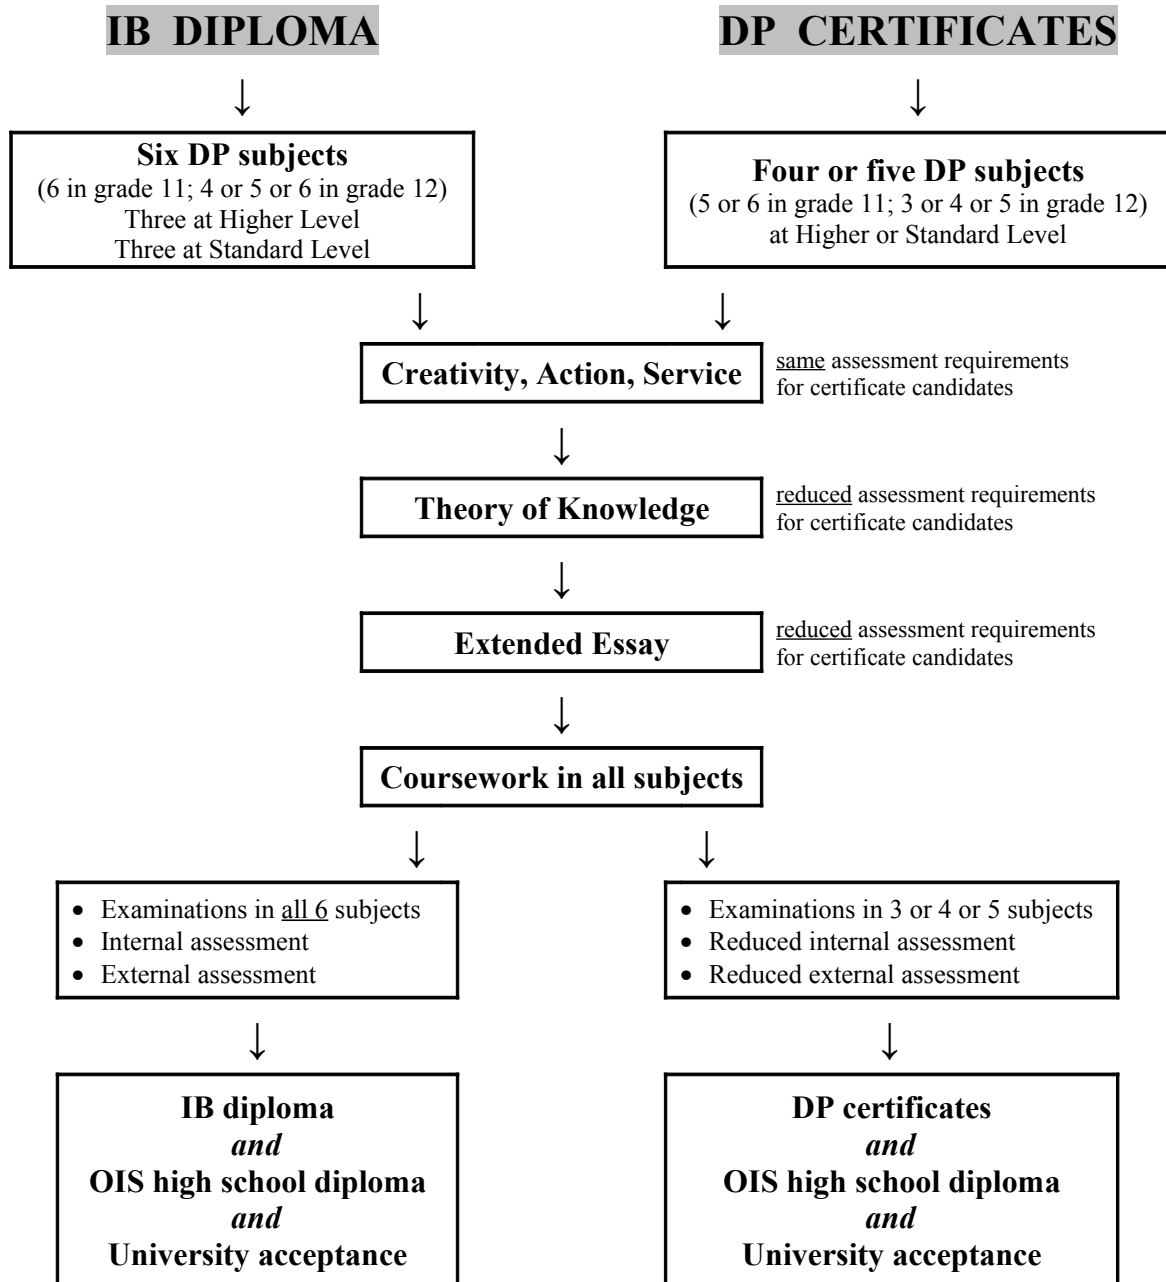 IB DIPLOMA
DP CERTIFICATES
↓
↓
Six DP subjects
(6 in grade 11; 4 or 5 or 6 in grade 12)
Three at Higher Level
Three at Standard Level
Four or five DP subjects
(5 or 6 in grade 11; 3 or 4 or 5 in grade 12)
at Higher or Standard Level
↓
↓
Creativity, Action, Service
same assessment requirements
for certificate candidates
↓
Theory of Knowledge
reduced assessment requirements
for certificate candidates
↓
Extended Essay
reduced assessment requirements
for certificate candidates
↓
Coursework in all subjects
↓
↓
• Examinations in all 6 subjects
• Internal assessment
• External assessment
• Examinations in 3 or 4 or 5 subjects
• Reduced internal assessment
• Reduced external assessment
↓
↓
IB diploma
and
OIS high school diploma
and
University acceptance
DP certificates
and
OIS high school diploma
and
University acceptance